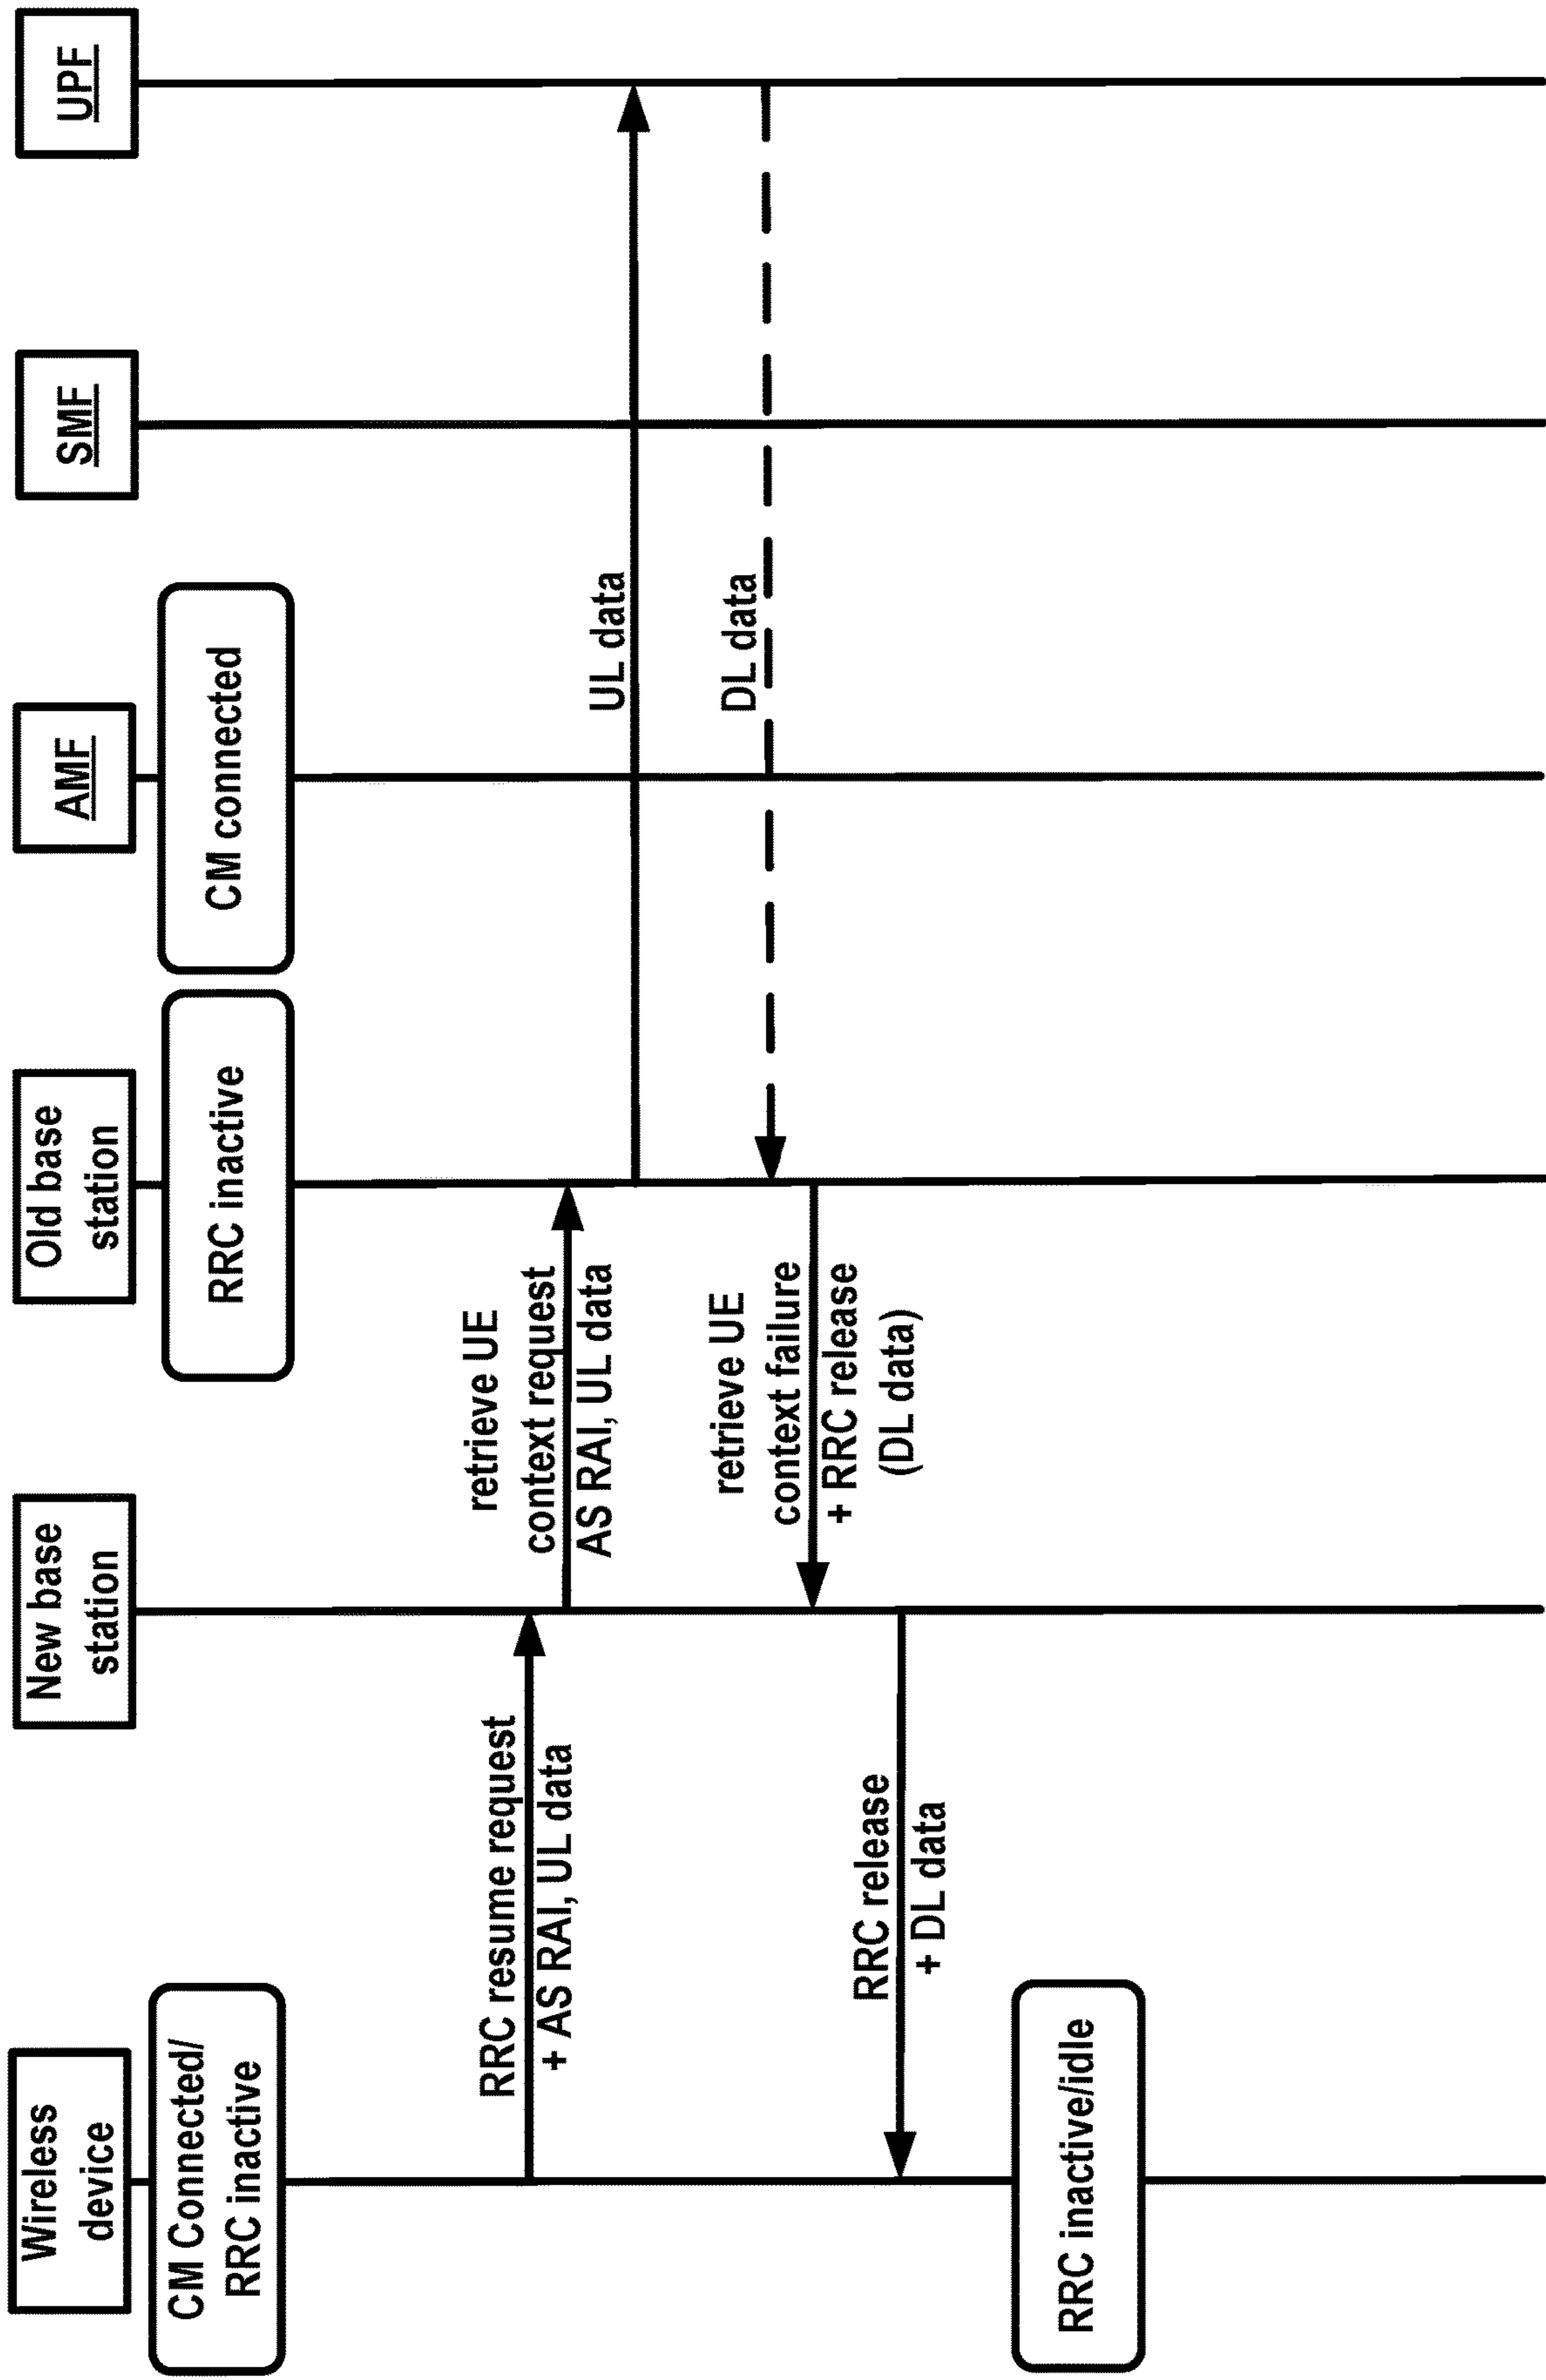 Wireless
device
New base
station
Old base
station
AMF
SMF
UPF
CM Connected/
RRC inactive
RRC inactive
CM connected
RRC resume request
+ AS RAI, UL data
retrieve UE
context request
AS RAI, UL data
UL data
DL data
retrieve UE
context failure
+ RRC release
(DL data)
RRC release
+ DL data
RRC inactive/idle